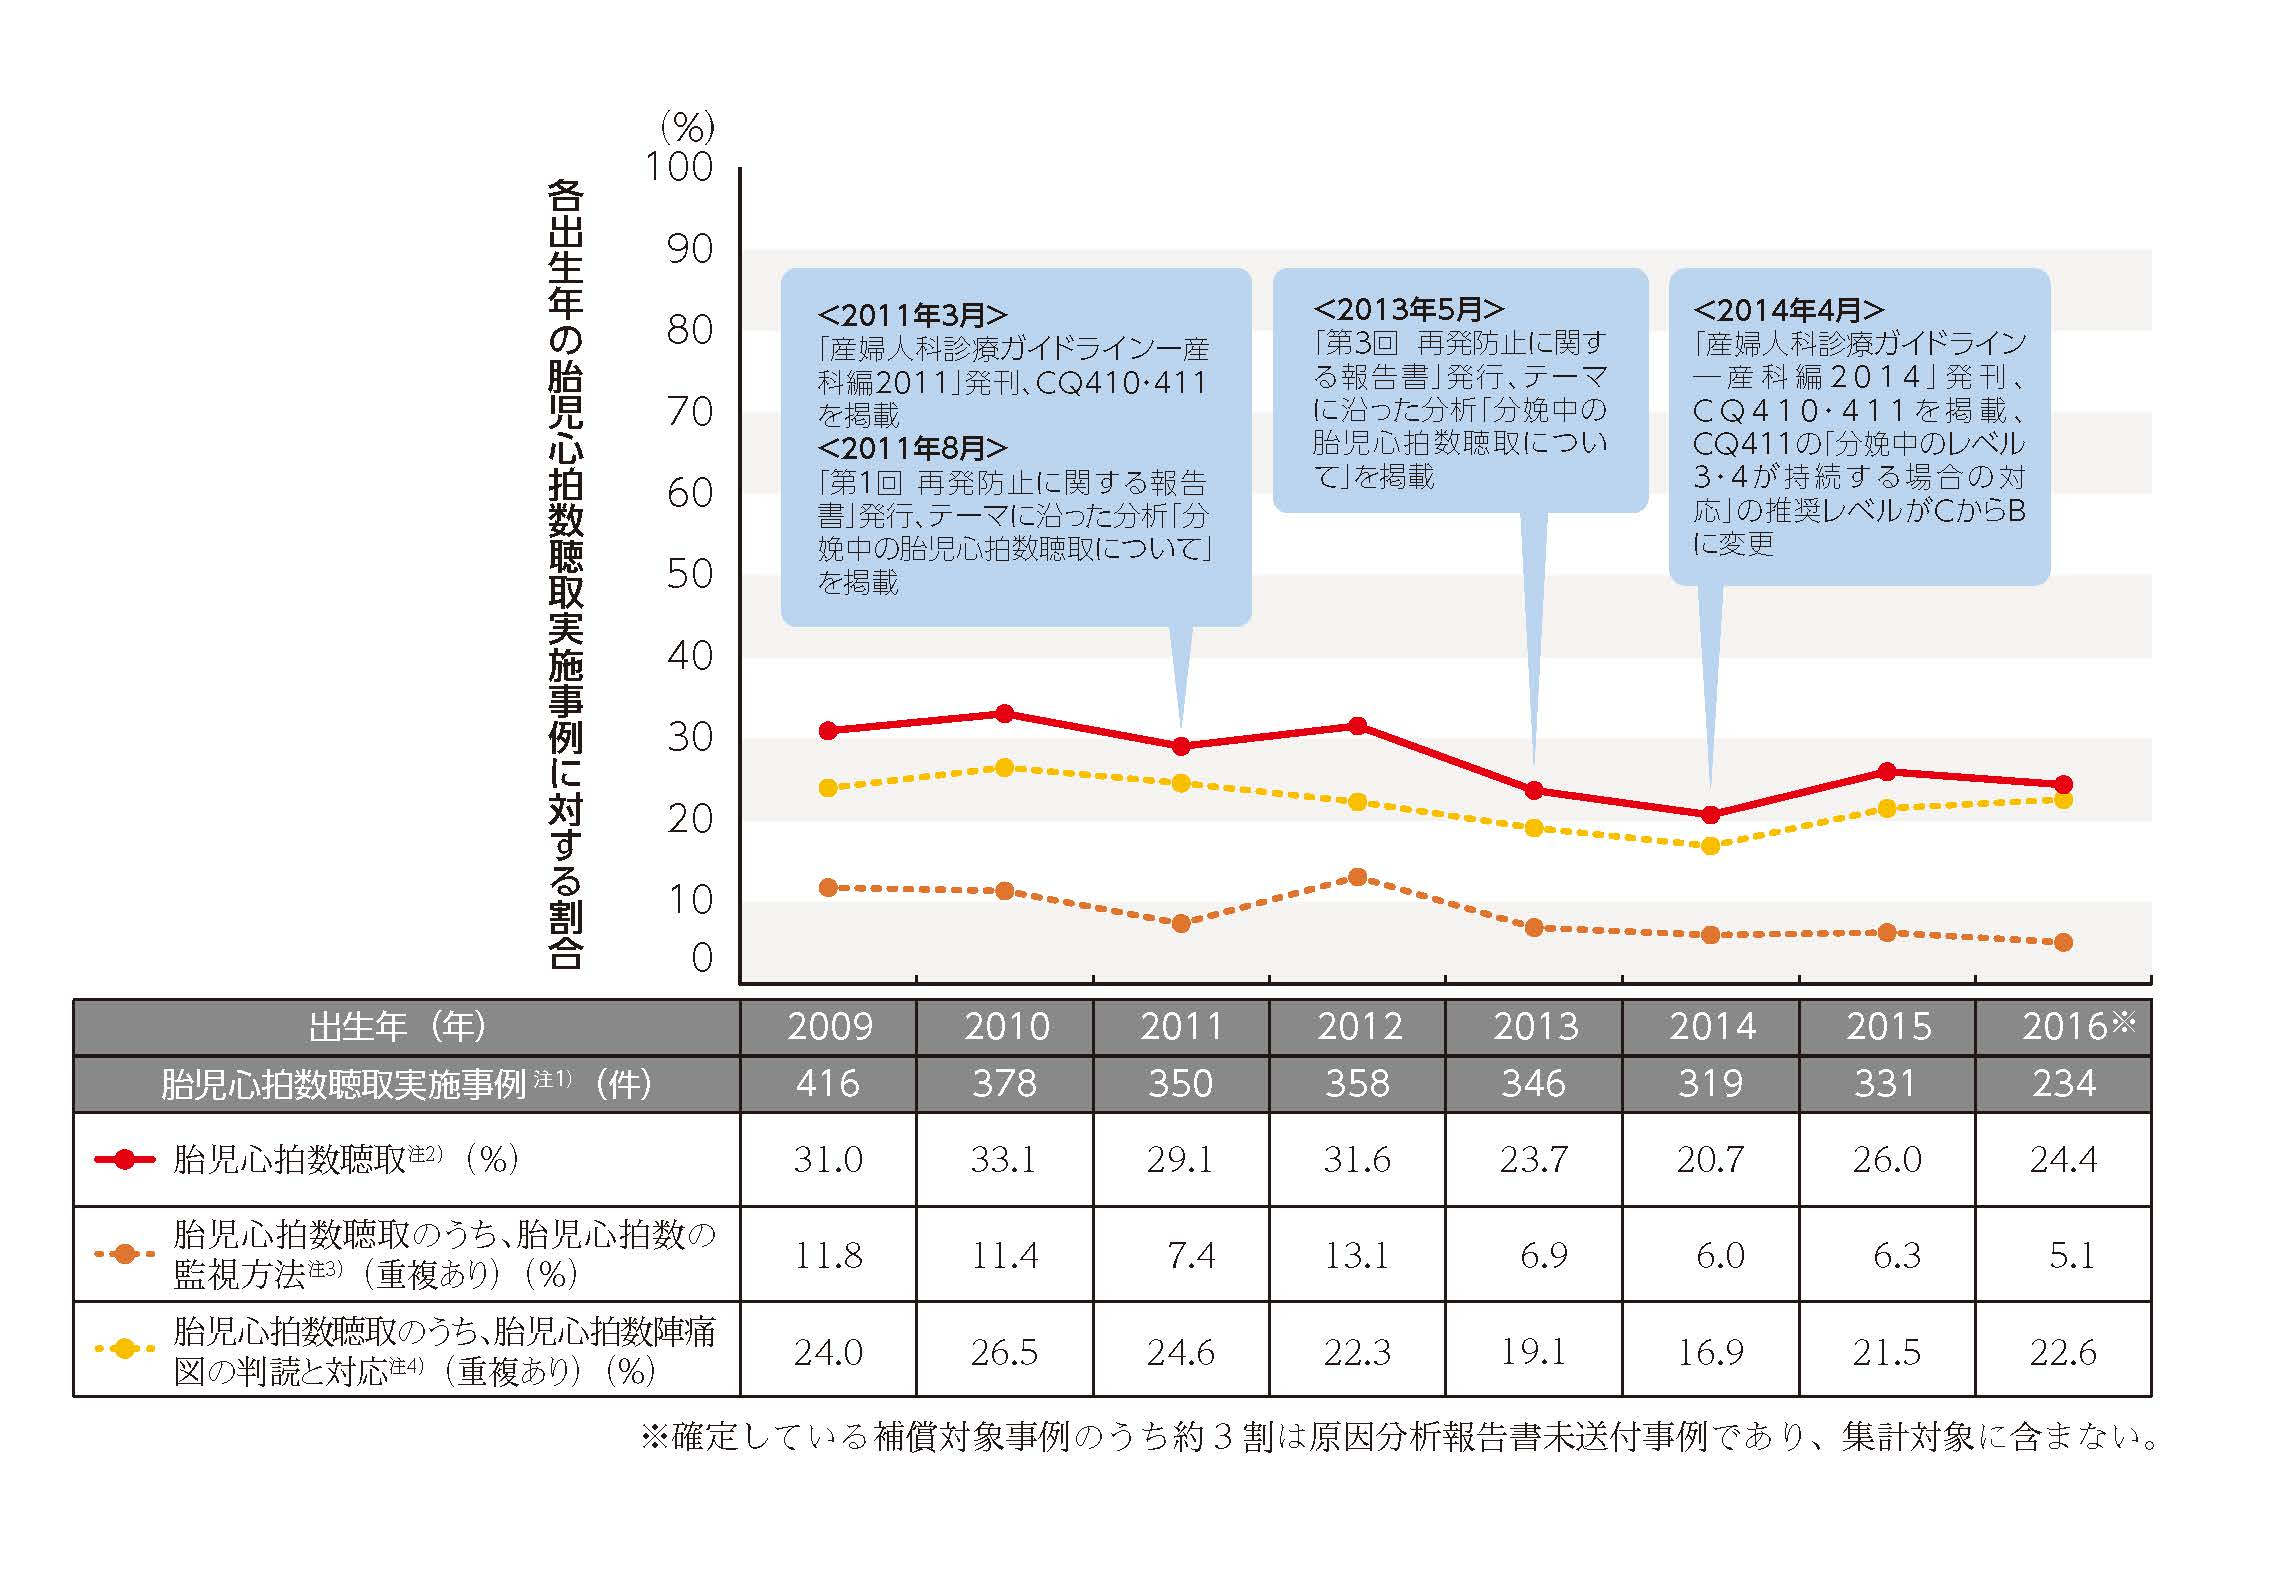 (%)
100
90
80
70
60
50
40
30
20
10
0
各出生年の胎児心拍数聴取実施事例に対する割合
<2011年3月>
「産婦人科診療ガイドライン―産
科編2011」発刊、CQ410・411
を掲載
<2011年8月>
「第1回 再発防止に関する報告
書」発行、テーマに沿った分析「分
娩中の胎児心拍数聴取について」
を掲載
<2013年5月>
「第3回 再発防止に関す
る報告書」発行、テーマ
に沿った分析「分娩中の
胎児心拍数聴取につい
て」を掲載
<2014年4月>
「産婦人科診療ガイドライン
―産科編2014」発刊、
CQ410・411を掲載、
CQ411の「分娩中のレベル
3・4が持続する場合の対
応」の推奨レベルがCからB
に変更
出生年(年) 2009 2010 2011 2012 2013 2014 2015 2016※
胎児心拍数聴取実施事例注1)(件) 416 378 350 358 346 319 331 234
胎児心拍数聴取注2)(%) 31.0 33.1 29.1 31.6 23.7 20.7 26.0 24.4
胎児心拍数聴取のうち、胎児心拍数の
監視方法注3)(重複あり)(%) 11.8 11.4 7.4 13.1 6.9 6.0 6.3 5.1
胎児心拍数聴取のうち、胎児心拍数陣痛
図の判読と対応注4)(重複あり)(%) 24.0 26.5 24.6 22.3 19.1 16.9 21.5 22.6
※確定している補償対象事例のうち約3割は原因分析報告書未送付事例であり、集計対象に含まない。